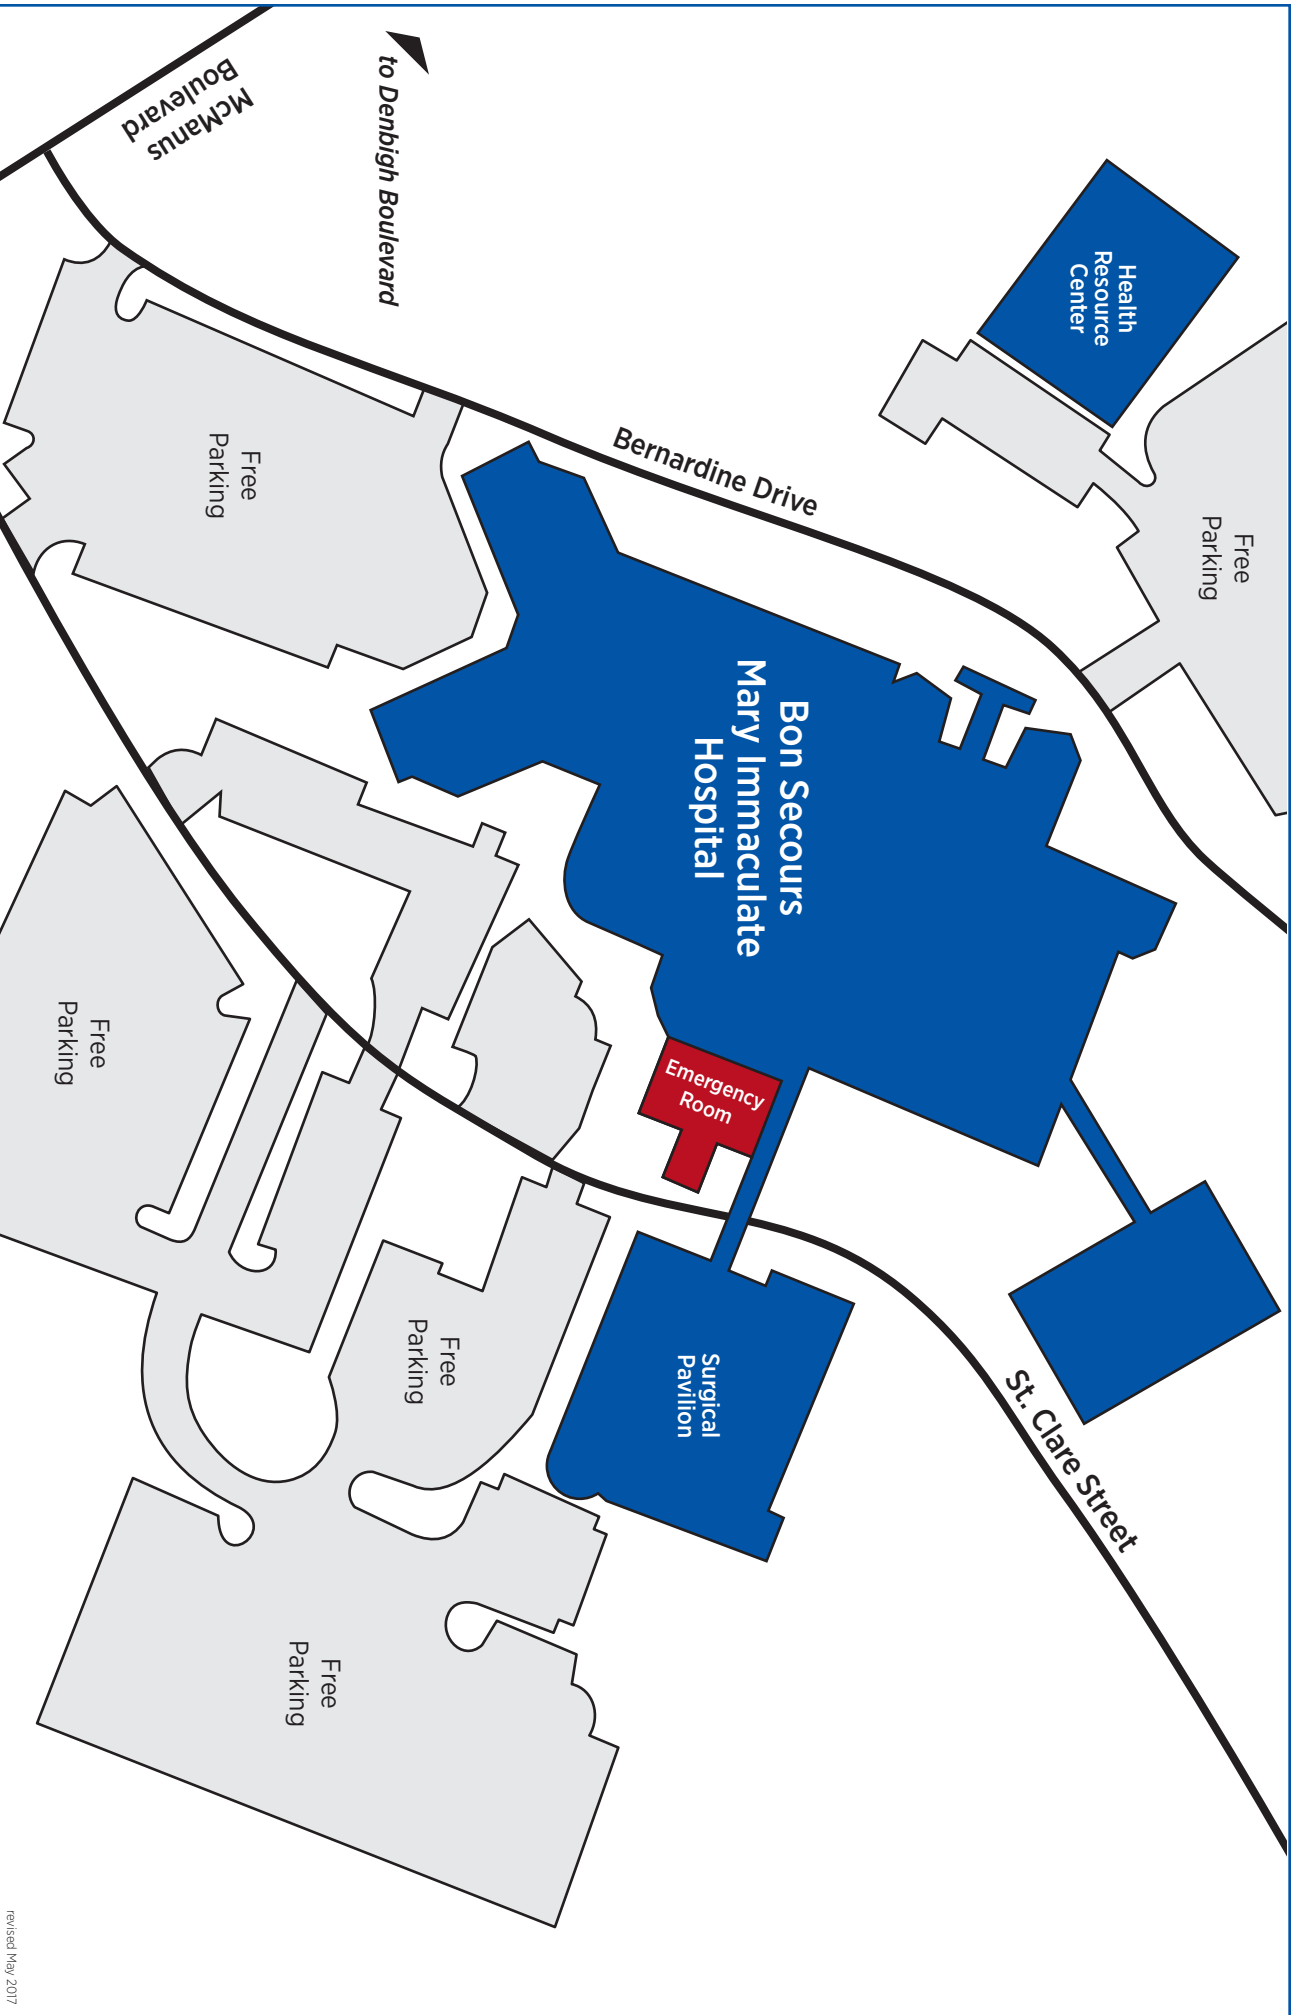 McManus
Boulevard
to Denbigh Boulevard
Health
Resource
Center
Free
Parking
Bernardine Drive
Free
Parking
Bon Secours
Mary Immaculate
Hospital
Emergency
Room
Free
Parking
Surgical
Pavilion
Free
Parking
St. Clare Street
Free
Parking
revised May 2017